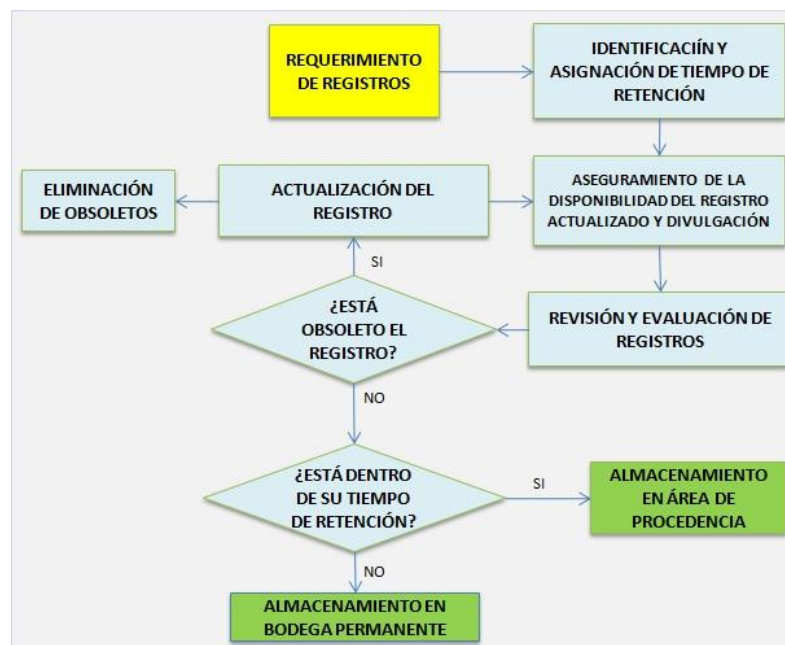 REQUERIMIENTO
DE REGISTROS
IDENTIFICACIÍN Y
ASIGNACIÓN DE TIEMPO DE
RETENCIÓN
ELIMINACIÓN
DE OBSOLETOS
ACTUALIZACIÓN DEL
REGISTRO
ASEGURAMIENTO DE LA
DISPONIBILIDAD DEL REGISTRO
ACTUALIZADO Y DIVULGACIÓN
SI
¿ESTÁ
OBSOLETO EL
REGISTRO?
REVISIÓN Y EVALUACIÓN DE
REGISTROS
NO
¿ESTÁ DENTRO
DE SU TIEMPO
DE RETENCIÓN?
SI
ALMACENAMIENTO
EN ÁREA DE
PROCEDENCIA
NO
ALMACENAMIENTO EN
BODEGA PERMANENTE